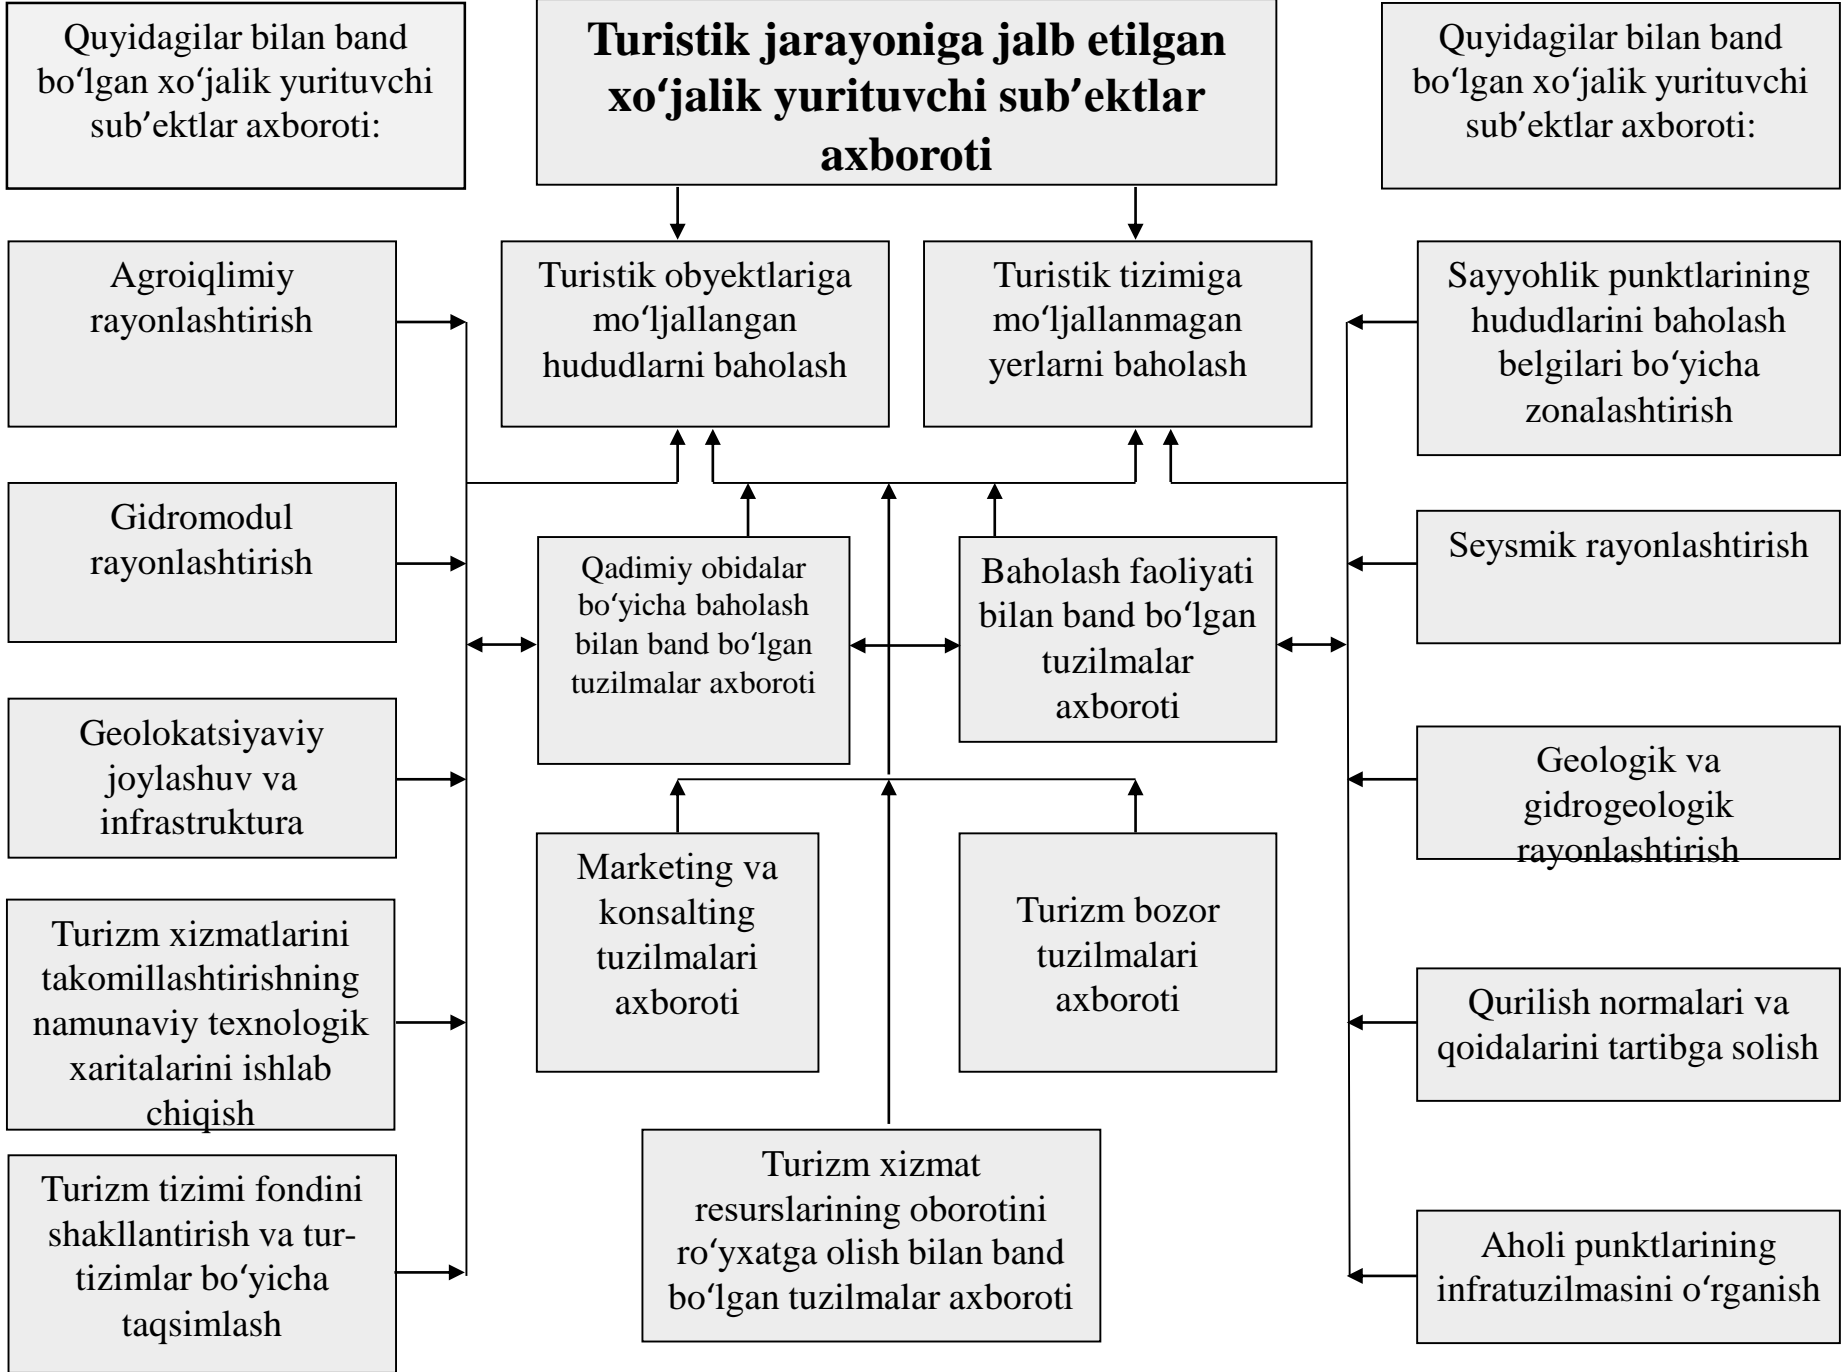 Quyidagilar bilan band
bo‘lgan xo‘jalik yurituvchi
sub’ektlar axboroti:
Turistik jarayoniga jalb etilgan
xo‘jalik yurituvchi sub’ektlar
axboroti
Quyidagilar bilan band
bo‘lgan xo‘jalik yurituvchi
sub’ektlar axboroti:
Agroiqlimiy
rayonlashtirish
Turistik obyektlariga
mo‘ljallangan
hududlarni baholash
Turistik tizimiga
mo‘ljallanmagan
yerlarni baholash
Sayyohlik punktlarining
hududlarini baholash
belgilari bo‘yicha
zonalashtirish
Gidromodul
rayonlashtirish
Qadimiy obidalar
bo‘yicha baholash
bilan band bo‘lgan
tuzilmalar axboroti
Baholash faoliyati
bilan band bo‘lgan
tuzilmalar
axboroti
Seysmik rayonlashtirish
Geolokatsiyaviy
joylashuv va
infrastruktura
Geologik va
gidrogeologik
rayonlashtirish
Marketing va
konsalting
tuzilmalari
axboroti
Turizm bozor
tuzilmalari
axboroti
Turizm xizmatlarini
takomillashtirishning
namunaviy texnologik
xaritalarini ishlab
chiqish
Qurilish normalari va
qoidalarini tartibga solish
Turizm tizimi fondini
shakllantirish va tur-
tizimlar bo‘yicha
taqsimlash
Turizm xizmat
resurslarining oborotini
ro‘yxatga olish bilan band
bo‘lgan tuzilmalar axboroti
Aholi punktlarining
infratuzilmasini o‘rganish